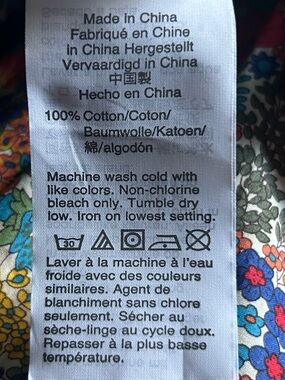 Made in China
Fabriqué en Chine
in China Hergestellt
Vervaardigd in China
中国製
Hecho en China
100% Cotton/Coton/
Baumwolle/Katoen/
綿/algodón
Machine wash cold with
like colors. Non-chlorine
bleach only. Tumble dry
low. Iron on lowest setting.
30
Laver à la machine à l'eau
froide avec des couleurs
similaires. Agent de
blanchiment sans chlore
seulement. Sécher au
sèche-linge au cycle doux.
Repasser à la plus basse
température.